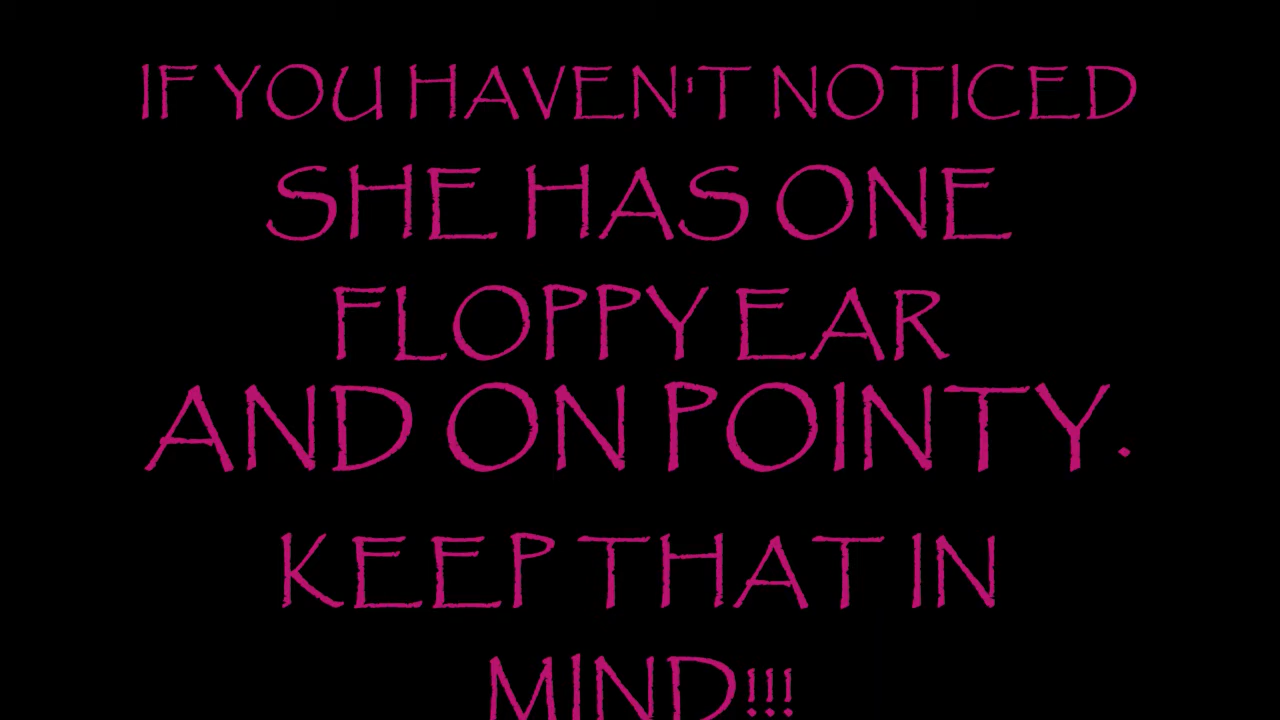 IF YOU HAVEN'T NOTICED
SHE HAS ONE
FLOPPY EAR
AND ON POINTY.
KEEP THAT IN
MIND!!!